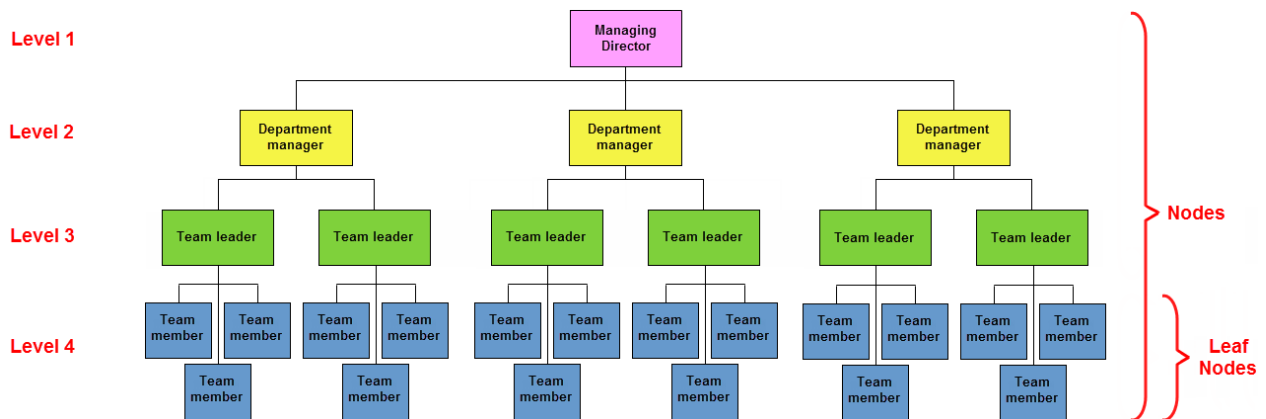 Level 1
Managing
Director
Level 2
Department
manager
Department
manager
Department
manager
Nodes
Level 3
Team leader
Team leader
Team leader
Team leader
Team leader
Team leader
Level 4
Team
member
Team
member
Team
member
Team
member
Team
member
Team
member
Team
member
Team
member
Team
member
Team
member
Team
member
Team
member
Team
member
Team
member
Team
member
Team
member
Team
member
Team
member
Leaf
Nodes